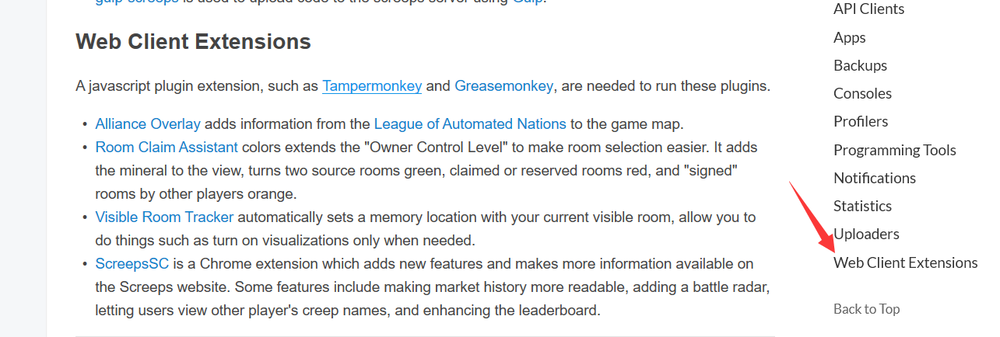 gulp-screeps is used to upload code to the screeps server using Gulp.
Web Client Extensions
A javascript plugin extension, such as Tampermonkey and Greasemonkey, are needed to run these plugins.
• Alliance Overlay adds information from the League of Automated Nations to the game map.
• Room Claim Assistant colors extends the "Owner Control Level" to make room selection easier. It adds
the mineral to the view, turns two source rooms green, claimed or reserved rooms red, and "signed"
rooms by other players orange.
• Visible Room Tracker automatically sets a memory location with your current visible room, allow you to
do things such as turn on visualizations only when needed.
• ScreepsSC is a Chrome extension which adds new features and makes more information available on
the Screeps website. Some features include making market history more readable, adding a battle radar,
letting users view other player's creep names, and enhancing the leaderboard.
API Clients
Apps
Backups
Consoles
Profilers
Programming Tools
Notifications
Statistics
Uploaders
Web Client Extensions
Back to Top